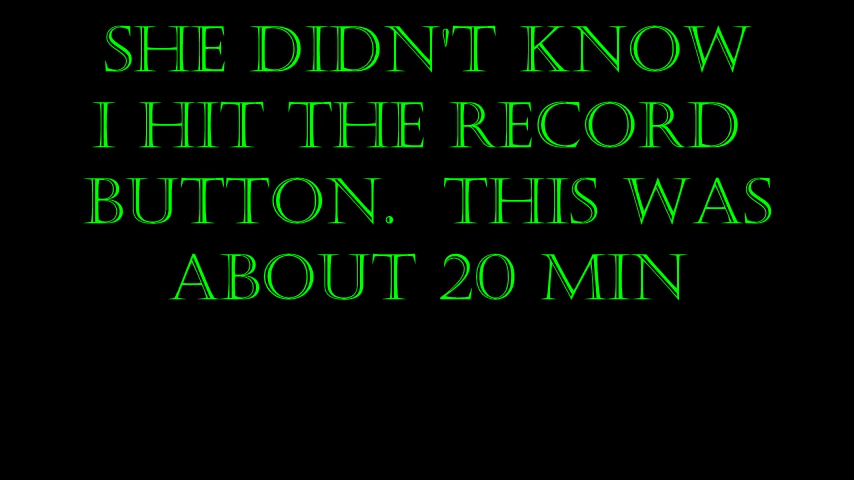 SHE DIDN'T KNOW
I HIT THE RECORD
BUTTON. THIS WAS
ABOUT 20 MIN